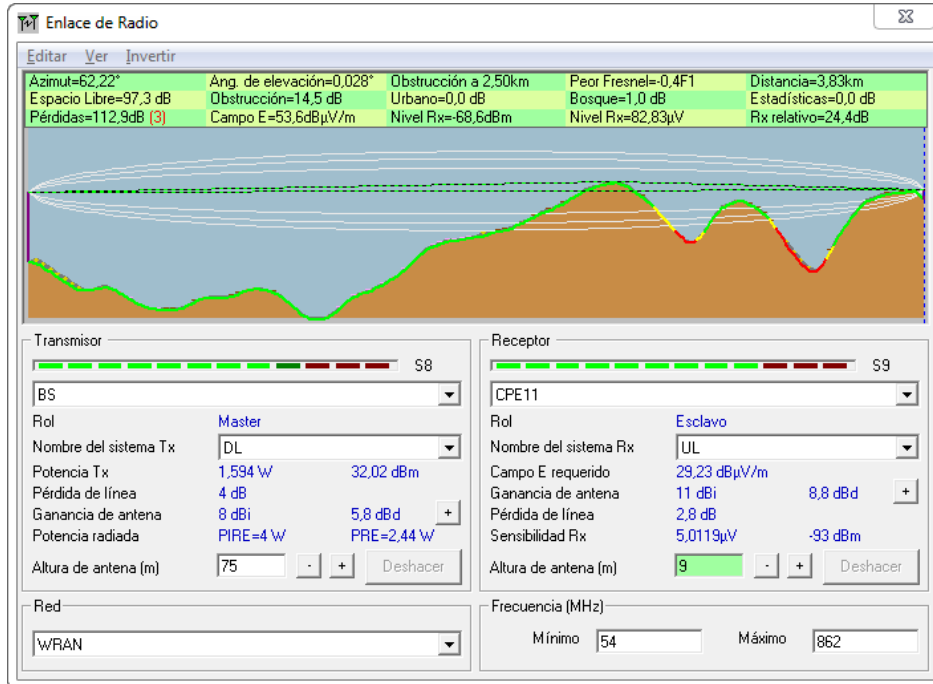 Enlace de Radio
Editar Ver Invertir
Azimut=62,22° Ang. de elevación=0,028° Obstrucción a 2,50km Peor Fresnel=-0,4F1 Distancia=3,83km
Espacio Libre=97,3 dB Obstrucción=14,5 dB Urbano=0,0 dB Bosque=1,0 dB Estadísticas=0,0 dB
Pérdidas=112,9dB (3) Campo E=53,6dBµV/m Nivel Rx=-68,6dBm Nivel Rx=82,83µV Rx relativo=24,4dB
Transmisor
S8
BS
Rol Master
Nombre del sistema Tx DL
Potencia Tx 1,594 W 32,02 dBm
Pérdida de línea 4 dB
Ganancia de antena 8 dBi 5,8 dBd +
Potencia radiada PIRE=4 W PRE=2,44 W
Altura de antena (m) 75 - + Deshacer
Red
WRAN
Receptor
S9
CPE11
Rol Esclavo
Nombre del sistema Rx UL
Campo E requerido 29,23 dBµV/m
Ganancia de antena 11 dBi 8,8 dBd +
Pérdida de línea 2,8 dB
Sensibilidad Rx 5,0119µV -93 dBm
Altura de antena (m) 9 - + Deshacer
Frecuencia (MHz)
Mínimo 54 Máximo 862